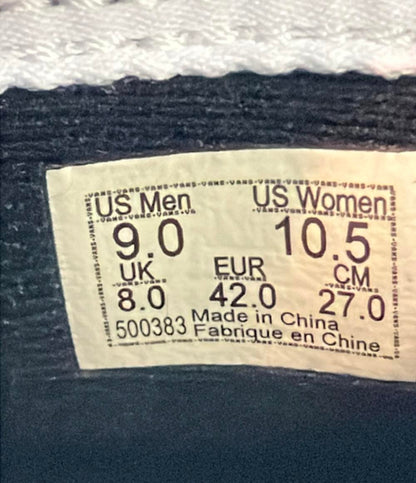 US Men US Women
9.0 10.5
UK EUR CM
8.0 42.0 27.0
500383 Made in China
Fabrique en Chine